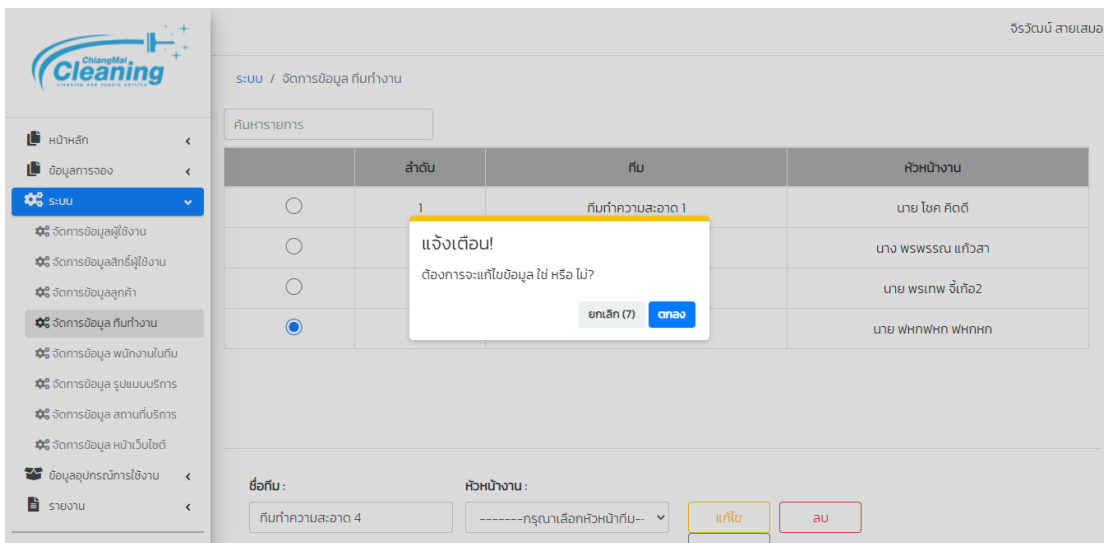 จิรวัฒน์ สายเสมอ
ChiangMai
Cleaning
cleaning and supply service
ระบบ / จัดการข้อมูล ทีมทำงาน
ค้นหารายการ
หน้าหลัก
ข้อมูลการจอง
ระบบ
จัดการข้อมูลผู้ใช้งาน
จัดการข้อมูลสิทธิ์ผู้ใช้งาน
จัดการข้อมูลลูกค้า
จัดการข้อมูล ทีมทำงาน
จัดการข้อมูล พนักงานในทีม
จัดการข้อมูล รูปแบบบริการ
จัดการข้อมูล สถานที่บริการ
จัดการข้อมูล หน้าเว็บไซต์
ข้อมูลอุปกรณ์การใช้งาน
รายงาน
ลำดับ ทีม หัวหน้างาน
1 ทีมทำความสะอาด 1 นาย โชค คิดดี
นาง พรพรรณ แก้วสา
นาย พรเทพ จี้เก้อ2
นาย ฟหกฟหก ฟหกหก
แจ้งเตือน!
ต้องการจะแก้ไขข้อมูล ใช่ หรือ ไม่?
ยกเลิก (7) ตกลง
ชื่อทีม : หัวหน้างาน :
ทีมทำความสะอาด 4 -------กรุณาเลือกหัวหน้าทีม-- แก้ไข ลบ